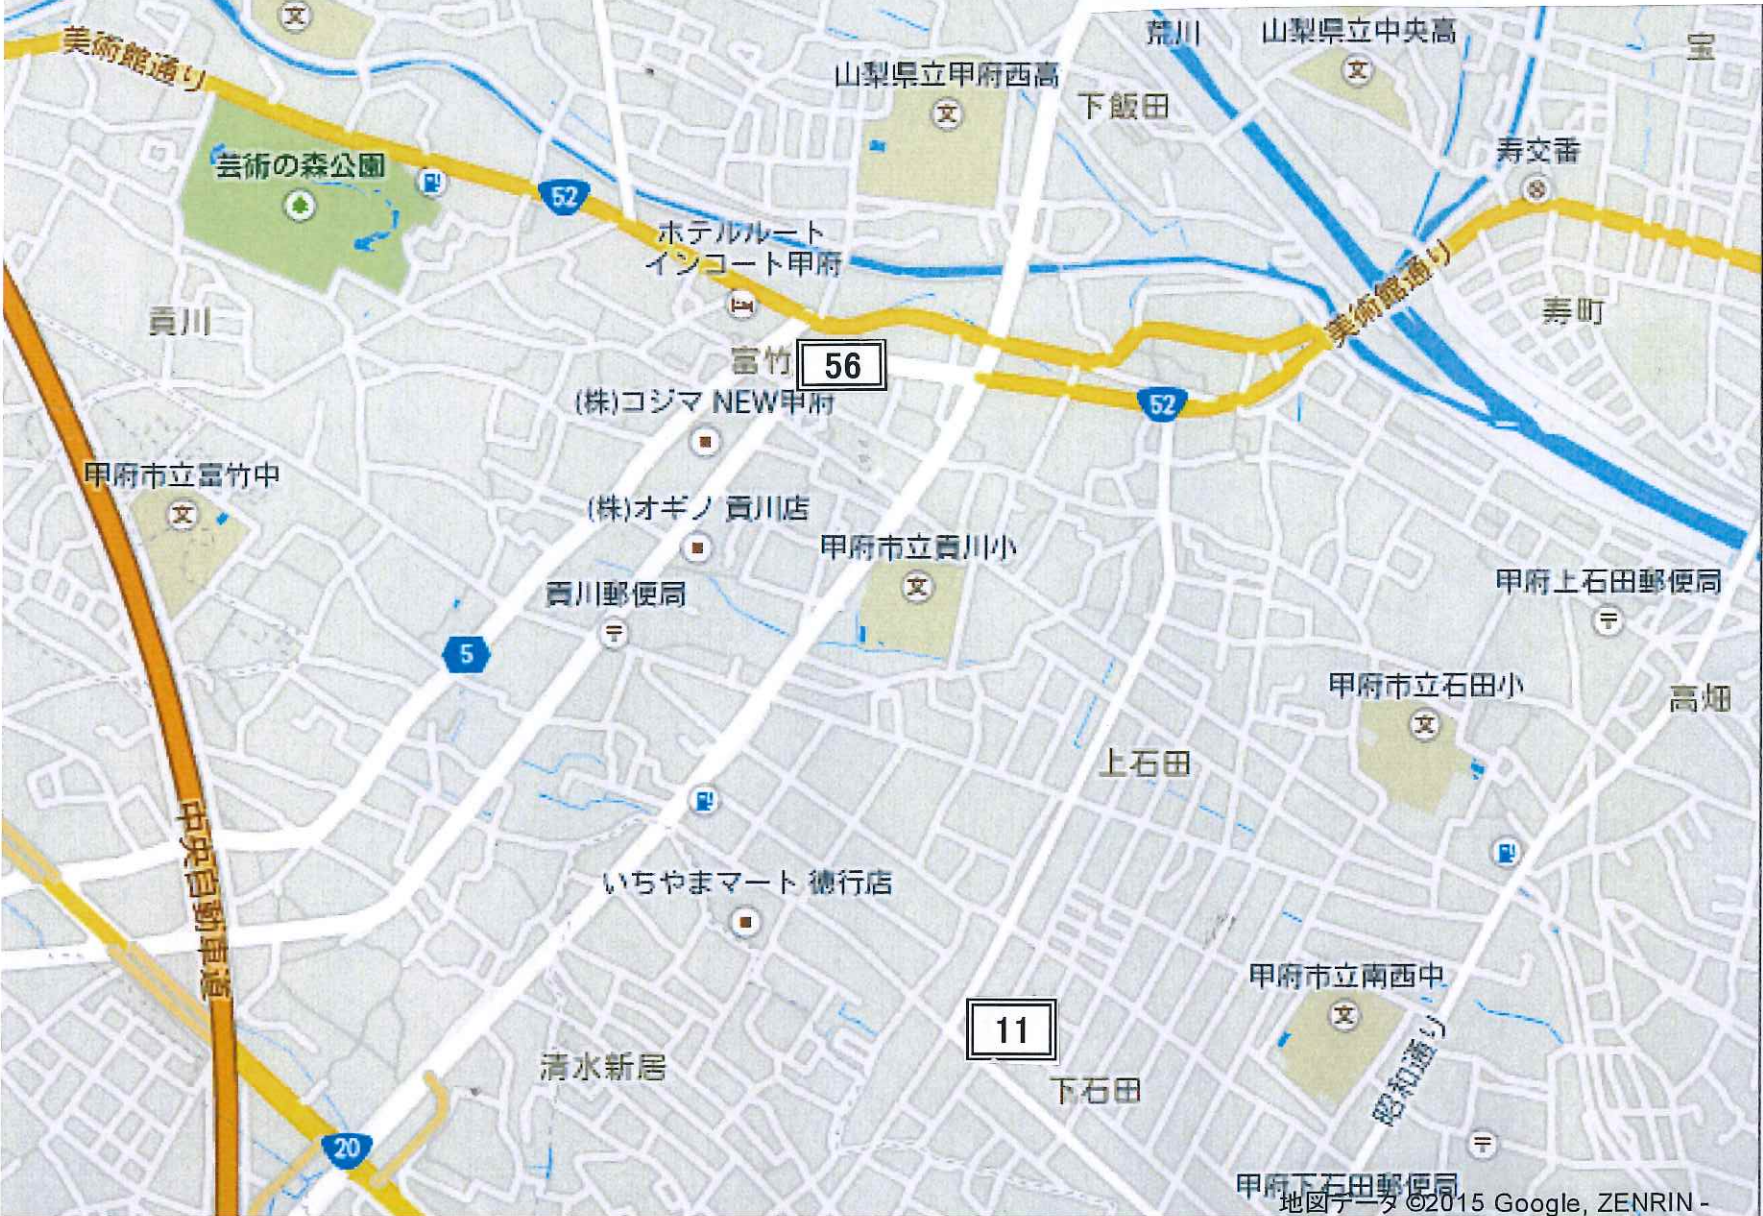 荒川
山梨県立中央高
宝
美術館通り
山梨県立甲府西高
下飯田
寿交番
芸術の森公園
52
ホテルルート
インコート甲府
美術館通り
貢川
寿町
富竹
56
(株)コジマ NEW甲府
52
甲府市立富竹中
(株)オギノ 貢川店
甲府市立貢川小
貢川郵便局
甲府上石田郵便局
5
甲府市立石田小
高畑
上石田
中央自動車道
いちやまマート 徳行店
甲府市立南西中
11
昭和通り
清水新居
下石田
20
甲府下石田郵便局
地図データ ©2015 Google, ZENRIN -